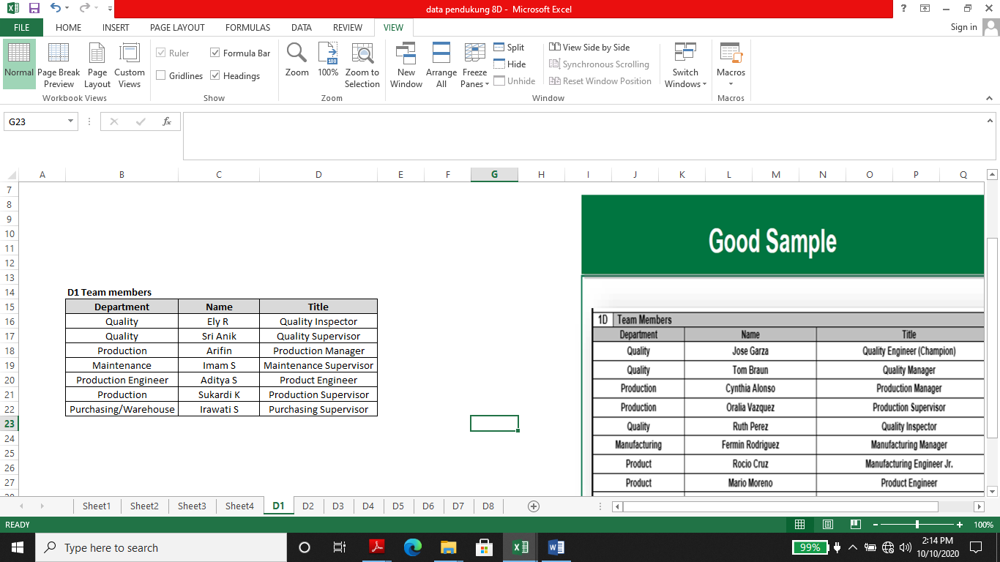 data pendukung 8D - Microsoft Excel
?
FILE HOME INSERT PAGE LAYOUT FORMULAS DATA REVIEW VIEW Sign in
Normal Page Break Preview Page Layout Custom Views
Workbook Views
Ruler Formula Bar
Gridlines Headings
Show
Zoom 100% Zoom to Selection
100
Zoom
New Window Arrange All Freeze Panes
Split
Hide
Unhide
View Side by Side
Synchronous Scrolling
Reset Window Position
Switch Windows
Window
Macros
Macros
G23 fx
A B C D E F G H I J K L M N O P Q
7
8
9
10
11
12
13
14 D1 Team members
15 Department Name Title
16 Quality Ely R Quality Inspector
17 Quality Sri Anik Quality Supervisor
18 Production Arifin Production Manager
19 Maintenance Imam S Maintenance Supervisor
20 Production Engineer Aditya S Product Engineer
21 Production Sukardi K Production Supervisor
22 Purchasing/Warehouse Irawati S Purchasing Supervisor
23
24
25
26
27
28
Good Sample
1D Team Members
Department Name Title
Quality Jose Garza Quality Engineer (Champion)
Quality Tom Braun Quality Manager
Production Cynthia Alonso Production Manager
Production Oralia Vazquez Production Supervisor
Quality Ruth Perez Quality Inspector
Manufacturing Fermin Rodriguez Manufacturing Manager
Product Rocio Cruz Manufacturing Engineer Jr.
Product Mario Moreno Product Engineer
Sheet1 Sheet2 Sheet3 Sheet4 D1 D2 D3 D4 D5 D6 D7 D8
READY 100%
Type here to search
99%
2:14 PM
10/10/2020